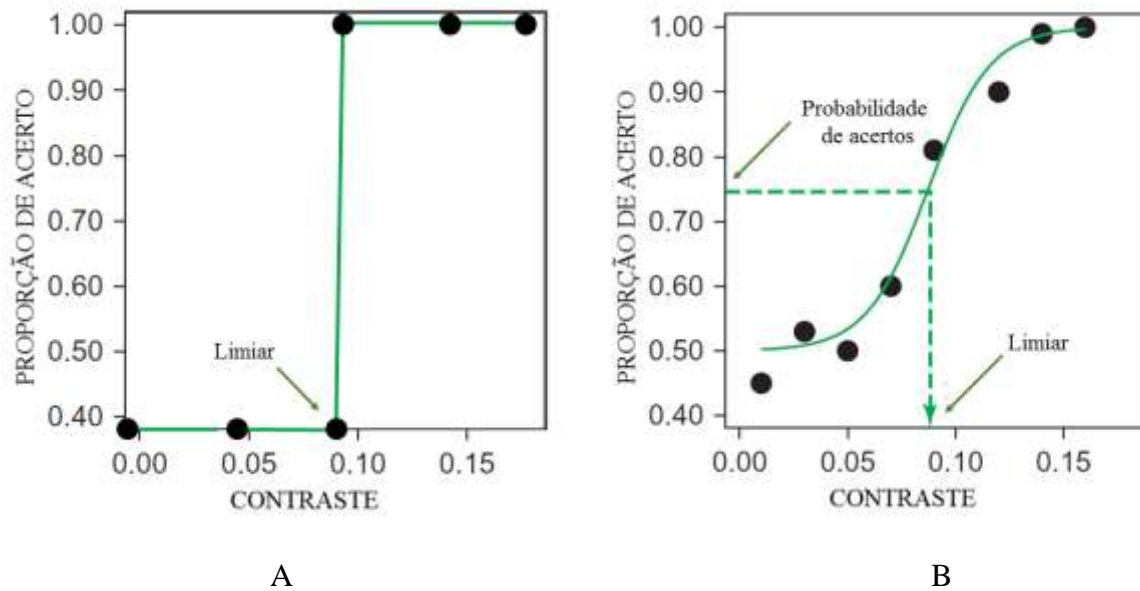 PROPORÇÃO DE ACERTO
1.00
0.90
0.80
0.70
0.60
0.50
0.40
Limiar
0.00 0.05 0.10 0.15
CONTRASTE
A
PROPORÇÃO DE ACERTO
1.00
0.90
0.80
0.70
0.60
0.50
0.40
Probabilidade
de acertos
Limiar
0.00 0.05 0.10 0.15
CONTRASTE
B